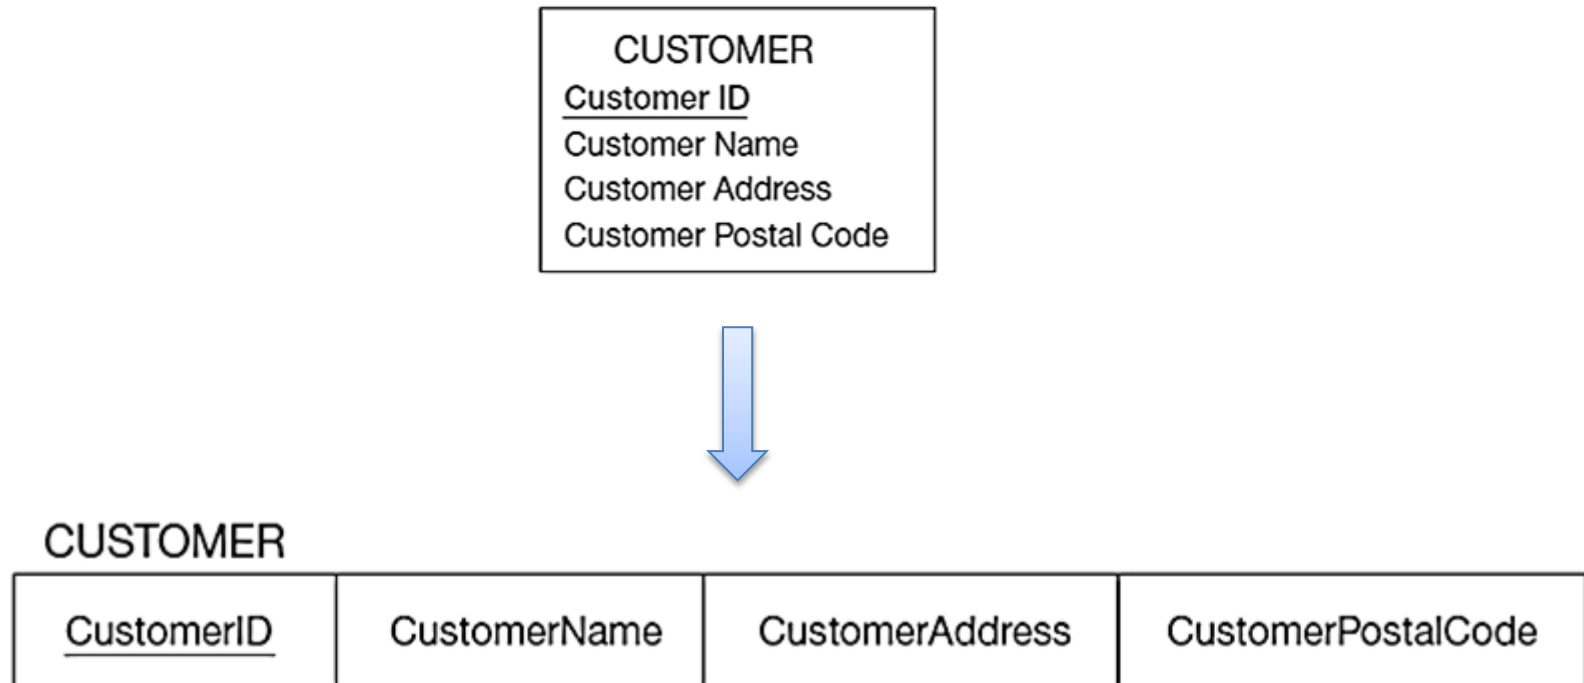 CUSTOMER
Customer ID
Customer Name
Customer Address
Customer Postal Code
CUSTOMER
CustomerID CustomerName CustomerAddress CustomerPostalCode